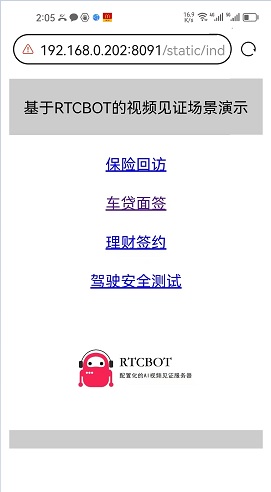 2:05
16.9
K/s
192.168.0.202:8091/static/ind
基于RTCBOT的视频见证场景演示
保险回访
车贷面签
理财签约
驾驶安全测试
RTCBOT
配置化的AI视频见证服务器